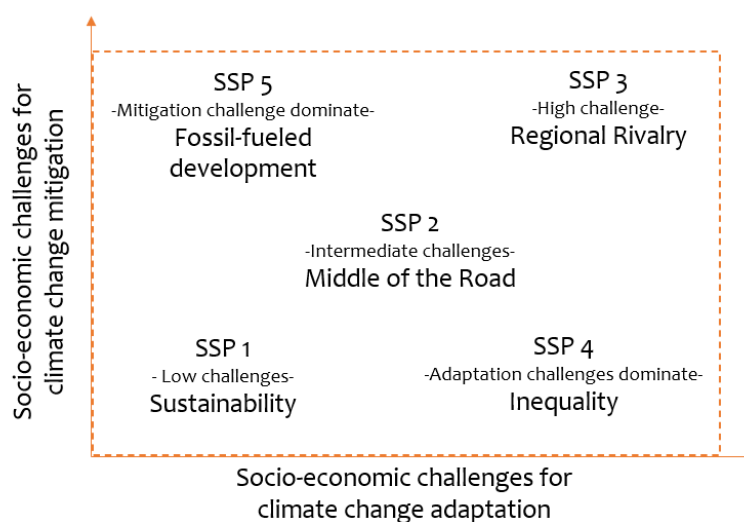 Socio-economic challenges for
climate change mitigation
SSP 5
-Mitigation challenge dominate-
Fossil-fueled
development
SSP 3
-High challenge-
Regional Rivalry
SSP 2
-Intermediate challenges-
Middle of the Road
SSP 1
- Low challenges-
Sustainability
SSP 4
-Adaptation challenges dominate-
Inequality
Socio-economic challenges for
climate change adaptation